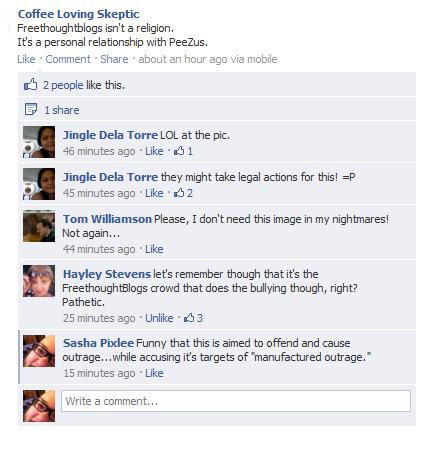 Coffee Loving Skeptic
Freethoughtblogs isn't a religion.
It's a personal relationship with PeeZus.
Like · Comment · Share · about an hour ago via mobile
2 people like this.
1 share
Jingle Dela Torre LOL at the pic.
46 minutes ago · Like · 1
Jingle Dela Torre they might take legal actions for this! =P
45 minutes ago · Like · 2
Tom Williamson Please, I don't need this image in my nightmares!
Not again...
44 minutes ago · Like
Hayley Stevens let's remember though that it's the
FreethoughtBlogs crowd that does the bullying though, right?
Pathetic.
25 minutes ago · Unlike · 3
Sasha Pixlee Funny that this is aimed to offend and cause
outrage...while accusing it's targets of "manufactured outrage."
15 minutes ago · Like
Write a comment...